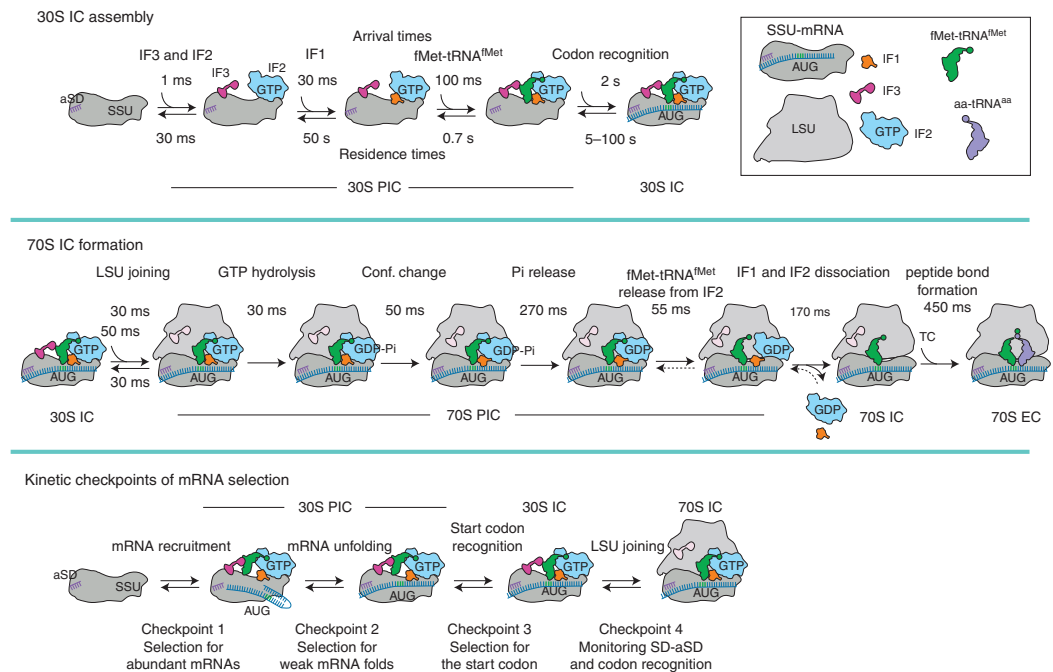 30S IC assembly
Arrival times
IF3 and IF2
IF1
fMet-tRNAfMet
Codon recognition
1 ms
30 ms
100 ms
2 s
IF3
IF2
GTP
GTP
GTP
GTP
aSD
SSU
AUG
30 ms
50 s
0.7 s
5–100 s
Residence times
30S PIC
30S IC
SSU-mRNA
fMet-tRNAfMet
AUG
IF1
IF3
aa-tRNAaa
LSU
GTP
IF2
70S IC formation
LSU joining
GTP hydrolysis
Conf. change
Pi release
fMet-tRNAfMet
release from IF2
IF1 and IF2 dissociation
peptide bond
formation
30 ms
50 ms
30 ms
50 ms
270 ms
55 ms
170 ms
450 ms
TC
GTP
GTP
GDP-Pi
GDP-Pi
GDP
GDP
AUG
AUG
AUG
AUG
AUG
AUG
AUG
AUG
30 ms
GDP
30S IC
70S PIC
70S IC
70S EC
Kinetic checkpoints of mRNA selection
30S PIC
30S IC
70S IC
mRNA recruitment
mRNA unfolding
Start codon
recognition
LSU joining
aSD
SSU
GTP
GTP
GTP
GTP
AUG
AUG
AUG
AUG
Checkpoint 1
Selection for
abundant mRNAs
Checkpoint 2
Selection for
weak mRNA folds
Checkpoint 3
Selection for
the start codon
Checkpoint 4
Monitoring SD-aSD
and codon recognition